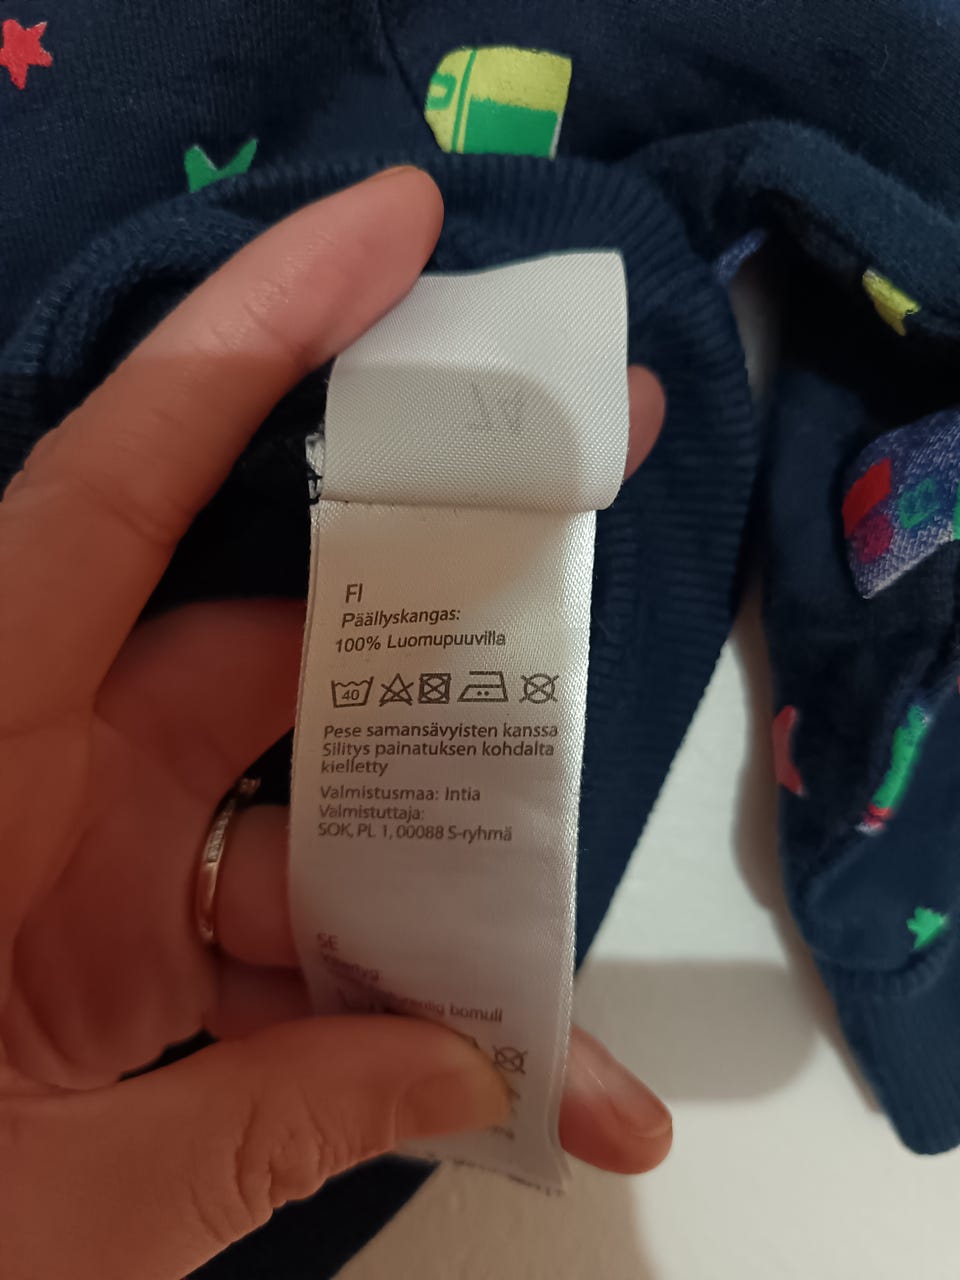 FI
Päällyskangas:
100% Luomupuuvilla
40
Pese samansävyisten kanssa
Silitys painatuksen kohdalta
kielletty
Valmistusmaa: Intia
Valmistuttaja:
SOK, PL 1, 00088 S-ryhmä
SE
bomull